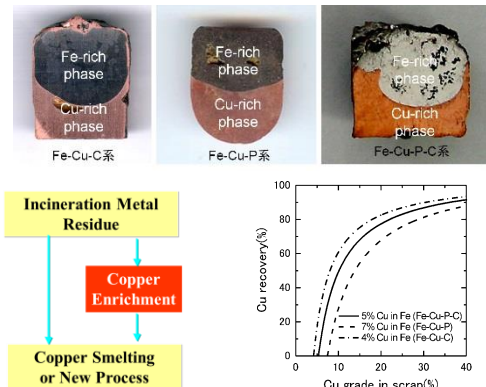 Fe-rich
phase
Cu-rich
phase
Fe-Cu-C系
Fe-rich
phase
Cu-rich
phase
Fe-Cu-P系
Fe-rich
phase
Cu-rich
phase
Fe-Cu-P-C系
Incineration Metal
Residue
Copper
Enrichment
Copper Smelting
or New Process
Cu recovery(%)
100
80
60
40
20
0
5% Cu in Fe (Fe-Cu-P-C)
7% Cu in Fe (Fe-Cu-P)
4% Cu in Fe (Fe-Cu-C)
0 10 20 30 40
Cu grade in scrap(%)